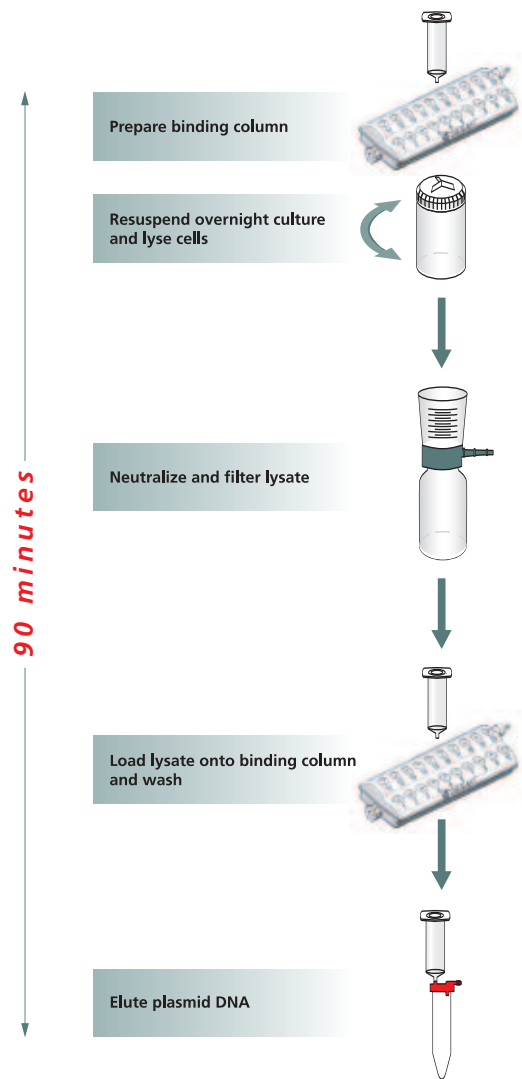 Prepare binding column
Resuspend overnight culture
and lyse cells
Neutralize and filter lysate
90 minutes
Load lysate onto binding column
and wash
Elute plasmid DNA